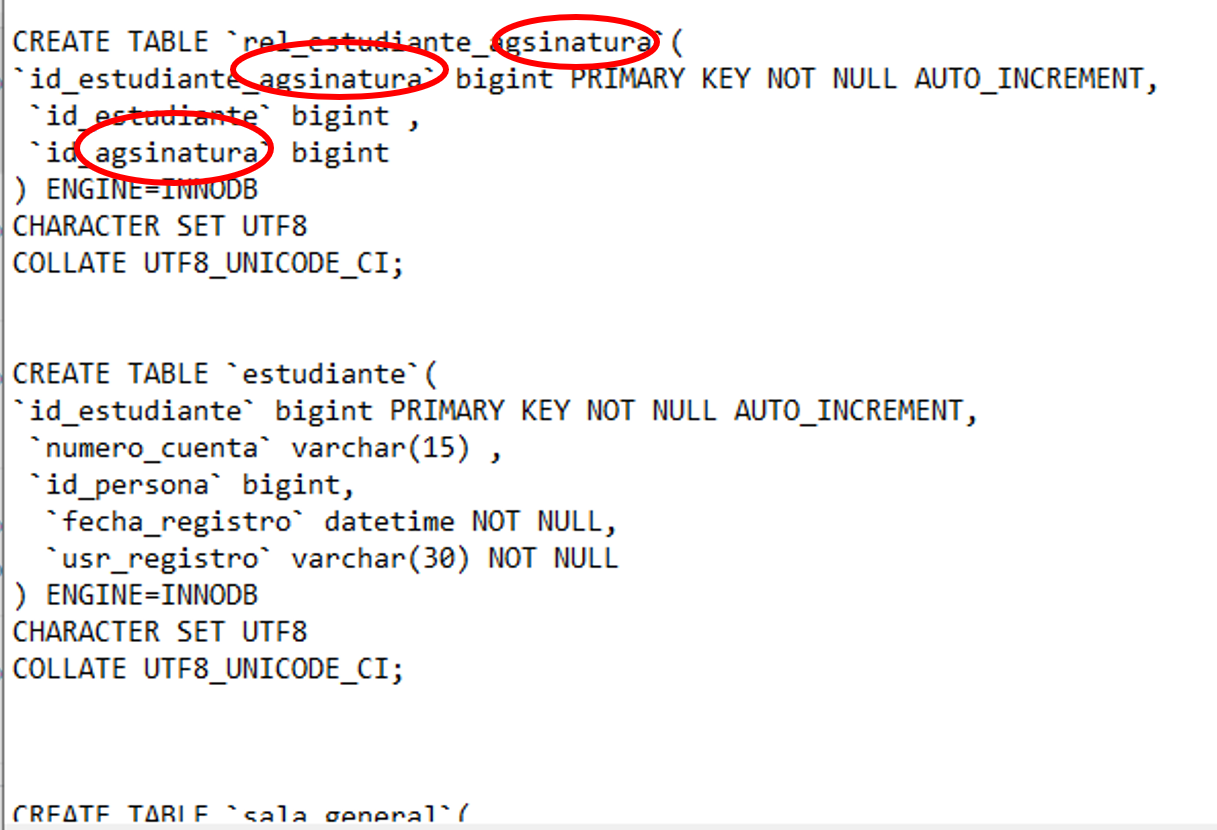 CREATE TABLE `rel_estudiante_agsinatura`(
`id_estudiante_agsinatura` bigint PRIMARY KEY NOT NULL AUTO_INCREMENT,
`id_estudiante` bigint ,
`id_agsinatura` bigint
) ENGINE=INNODB
CHARACTER SET UTF8
COLLATE UTF8_UNICODE_CI;
CREATE TABLE `estudiante`(
`id_estudiante` bigint PRIMARY KEY NOT NULL AUTO_INCREMENT,
`numero_cuenta` varchar(15) ,
`id_persona` bigint,
`fecha_registro` datetime NOT NULL,
`usr_registro` varchar(30) NOT NULL
) ENGINE=INNODB
CHARACTER SET UTF8
COLLATE UTF8_UNICODE_CI;
CREATE TABLE `sala_general`(